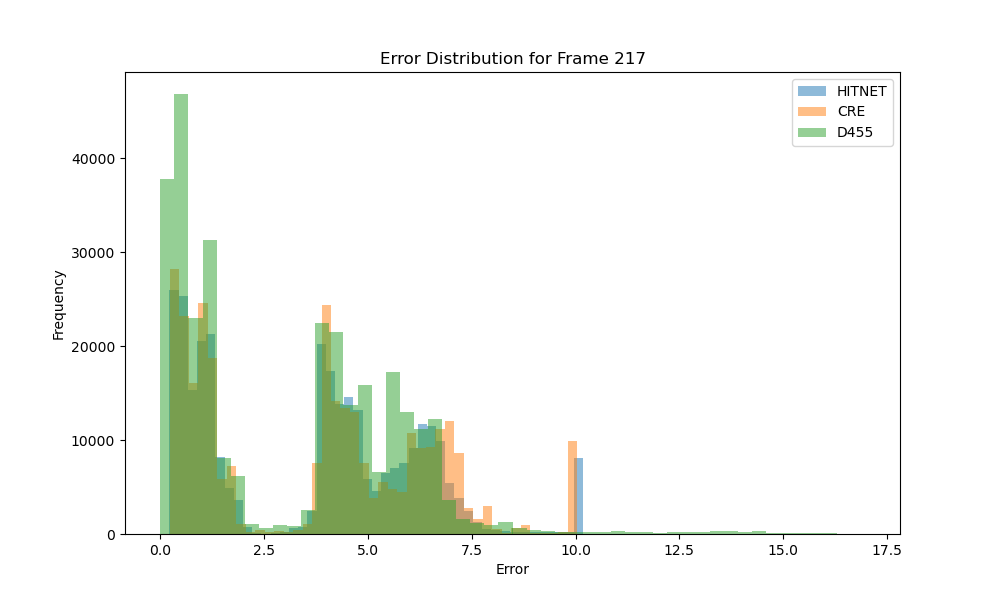 Error Distribution for Frame 217
HITNET
CRE
D455
40000
30000
20000
10000
0
Frequency
0.0 2.5 5.0 7.5 10.0 12.5 15.0 17.5
Error